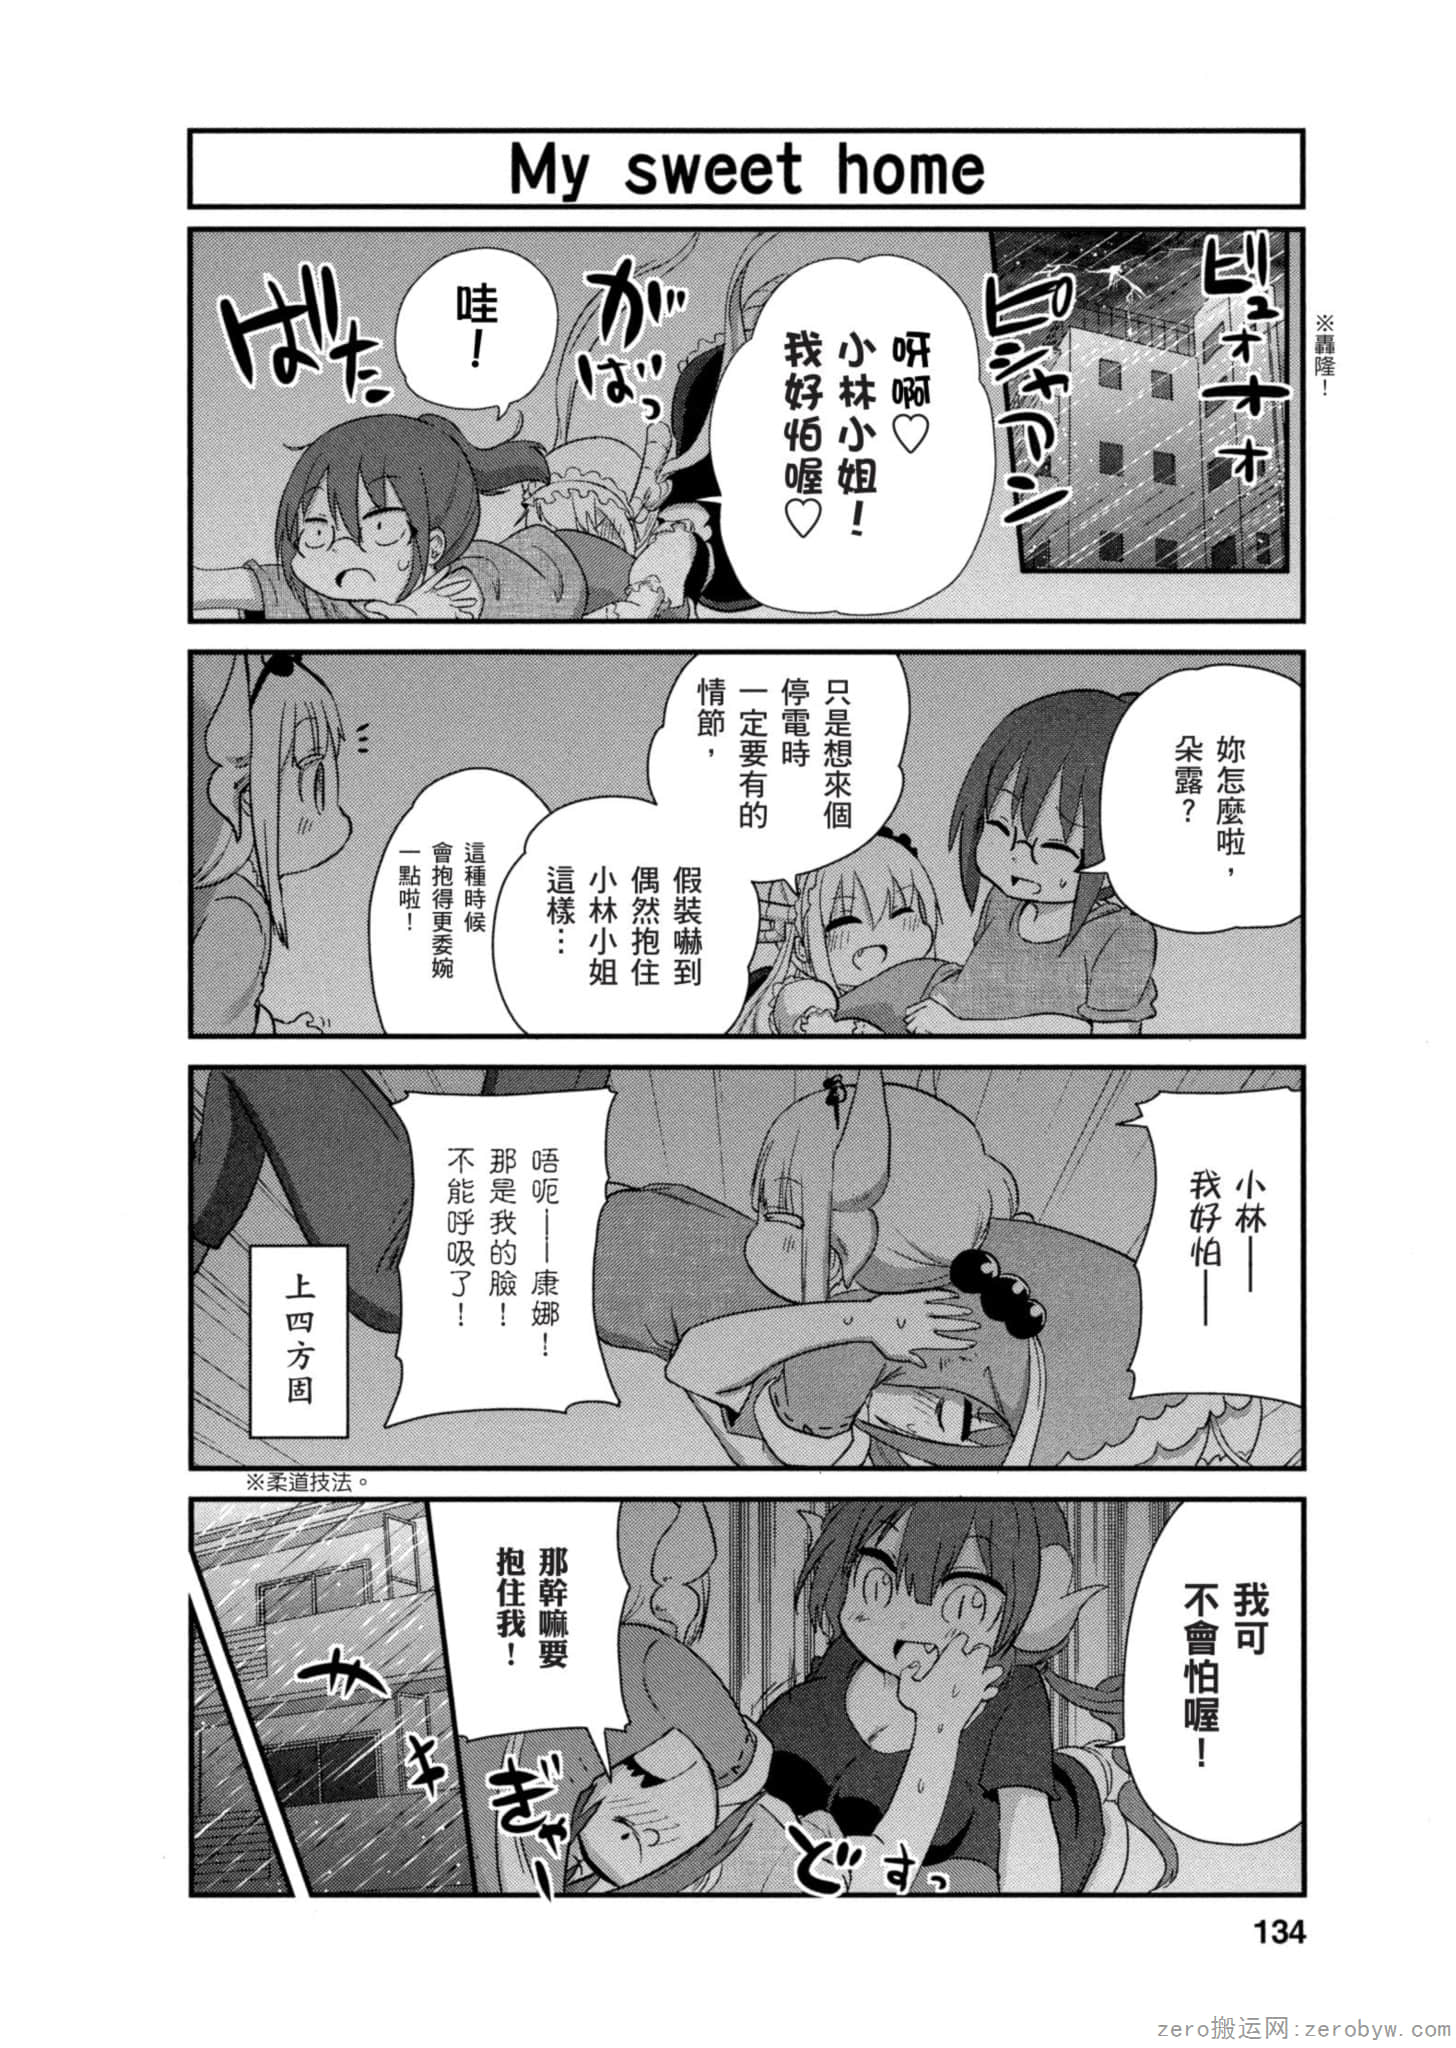 My sweet home
※轟隆！
ビュオオオ
ピシャアーン
呀啊♡
小林小姐！
我好怕喔♡
がばっ
哇！
ばたっ
妳怎麼啦，
朵露？
只是想來個
停電時
一定要有的
情節，
假裝嚇到
偶然抱住
小林小姐
這樣…
這種時候
會抱得更委婉
一點啦！
小林——
我好怕——
唔呃——康娜！
那是我的臉！
不能呼吸了！
上四方固
※柔道技法。
我可
不會怕喔！
那幹嘛要
抱住我！
どすっ
ぎゃー
134
zero搬运网:zerobyw.com